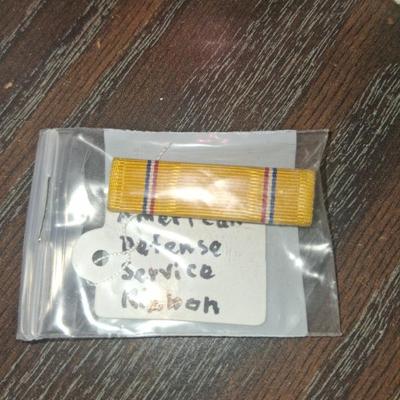 American
Defense
Service
Ribbon